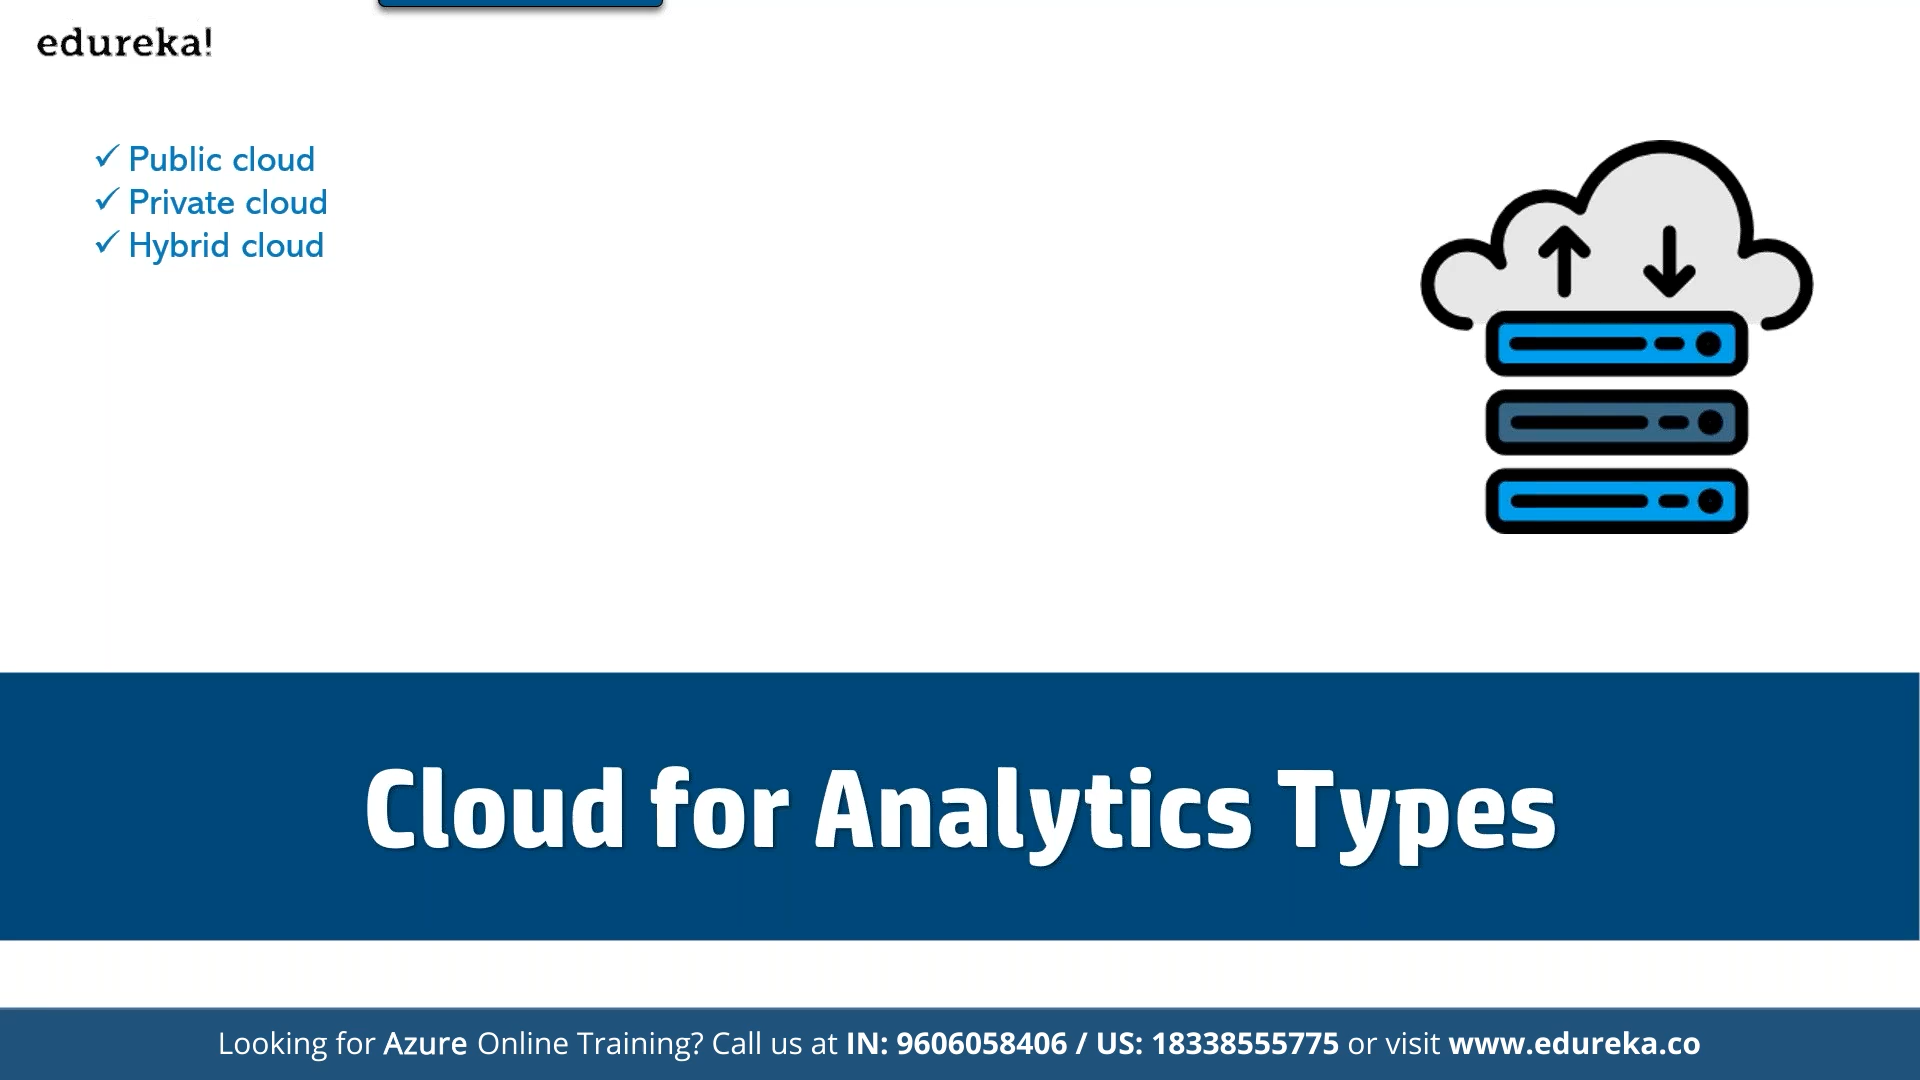 edureka!
✓ Public cloud
✓ Private cloud
✓ Hybrid cloud
Cloud for Analytics Types
Looking for Azure Online Training? Call us at IN: 9606058406 / US: 18338555775 or visit www.edureka.co